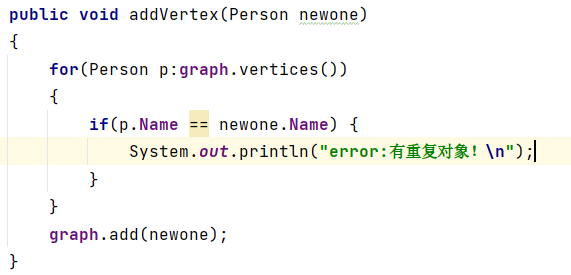 public void addVertex(Person newone)
{
    for(Person p:graph.vertices())
    {
        if(p.Name == newone.Name) {
            System.out.println("error:有重复对象！\n");
        }
    }
    graph.add(newone);
}